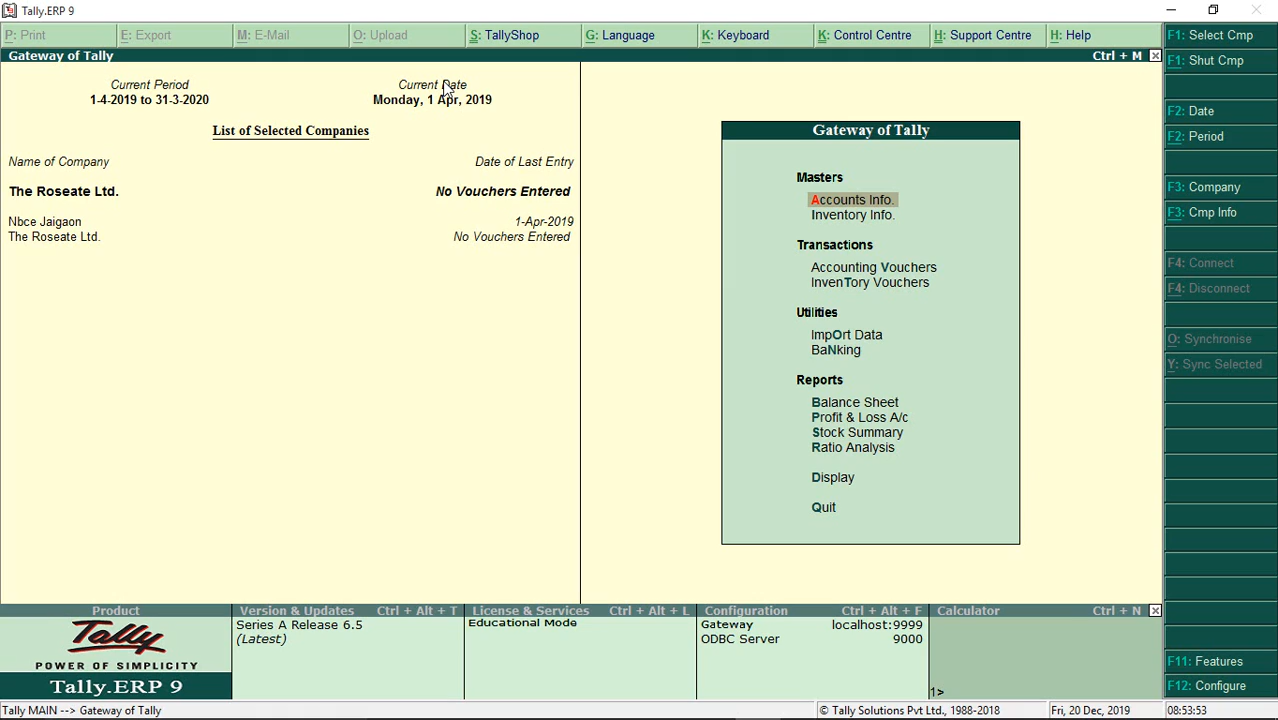 Tally.ERP 9
P: Print E: Export M: E-Mail O: Upload S: TallyShop G: Language K: Keyboard K: Control Centre H: Support Centre H: Help
Gateway of Tally Ctrl + M
Current Period Current Date
1-4-2019 to 31-3-2020 Monday, 1 Apr, 2019
List of Selected Companies
Name of Company Date of Last Entry
The Roseate Ltd. No Vouchers Entered
Nbce Jaigaon 1-Apr-2019
The Roseate Ltd. No Vouchers Entered
Gateway of Tally
Masters
Accounts Info.
Inventory Info.
Transactions
Accounting Vouchers
InvenTory Vouchers
Utilities
ImpOrt Data
BaNking
Reports
Balance Sheet
Profit & Loss A/c
Stock Summary
Ratio Analysis
Display
Quit
F1: Select Cmp
F1: Shut Cmp
F2: Date
F2: Period
F3: Company
F3: Cmp Info
F4: Connect
F4: Disconnect
O: Synchronise
Y: Sync Selected
F11: Features
F12: Configure
Product
Tally
POWER OF SIMPLICITY
Tally.ERP 9
Version & Updates Ctrl + Alt + T
Series A Release 6.5
(Latest)
License & Services Ctrl + Alt + L
Educational Mode
Configuration Ctrl + Alt + F
Gateway localhost:9999
ODBC Server 9000
Calculator Ctrl + N
1>
Tally MAIN --> Gateway of Tally © Tally Solutions Pvt Ltd., 1988-2018 Fri, 20 Dec, 2019 08:53:53